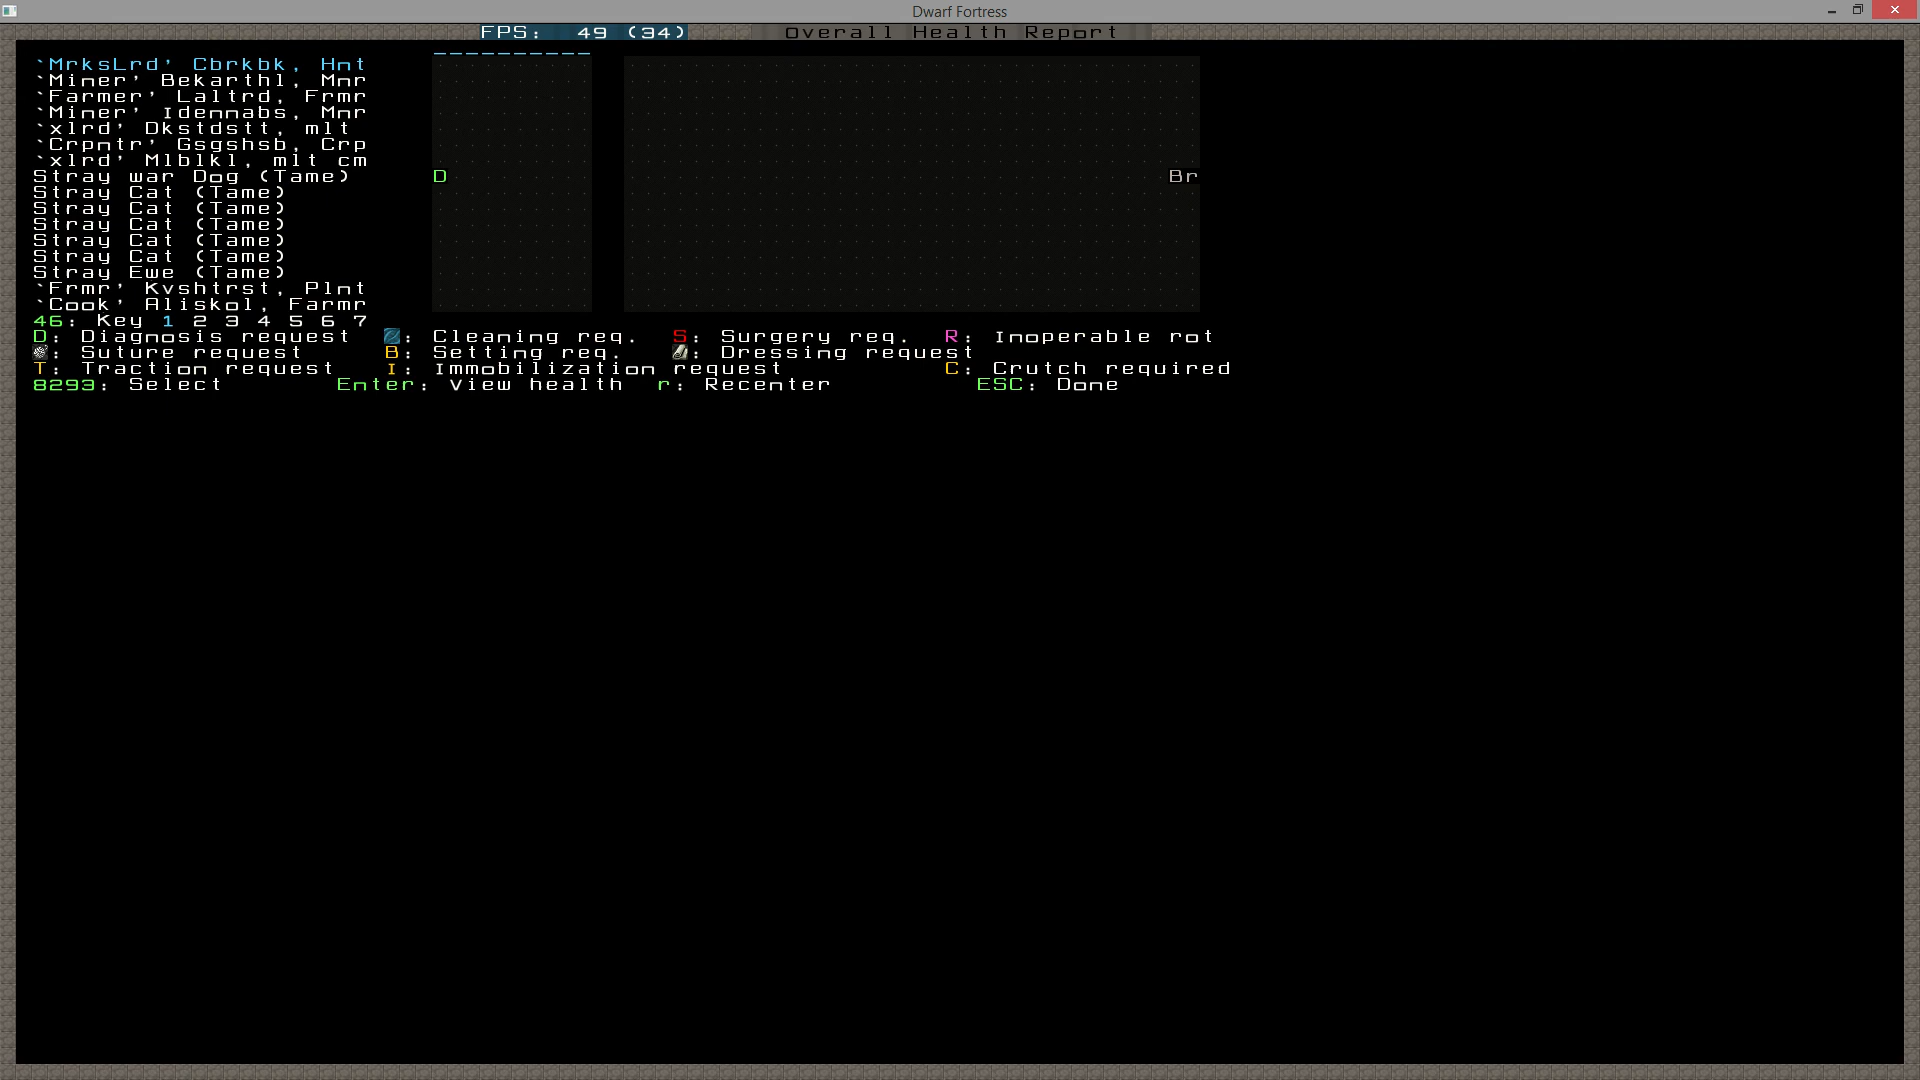 Dwarf Fortress
FPS: 49 (34) Overall Health Report
`MrksLrd' Cbrkbk, Hnt
`Miner' Bekarthl, Mnr
`Farmer' Laltrd, Frmr
`Miner' Idennabs, Mnr
`xlrd' Dkstdstt, mlt
`Crpntr' Gsgshsb, Crp
`xlrd' Mlblkl, mlt cm
Stray war Dog (Tame) D Br
Stray Cat (Tame)
Stray Cat (Tame)
Stray Cat (Tame)
Stray Cat (Tame)
Stray Cat (Tame)
Stray Ewe (Tame)
`Frmr' Kvshtrst, Plnt
`Cook' Aliskol, Farmr
46: Key 1 2 3 4 5 6 7
D: Diagnosis request : Cleaning req. S: Surgery req. R: Inoperable rot
: Suture request B: Setting req. : Dressing request
T: Traction request I: Immobilization request C: Crutch required
8293: Select Enter: View health r: Recenter ESC: Done